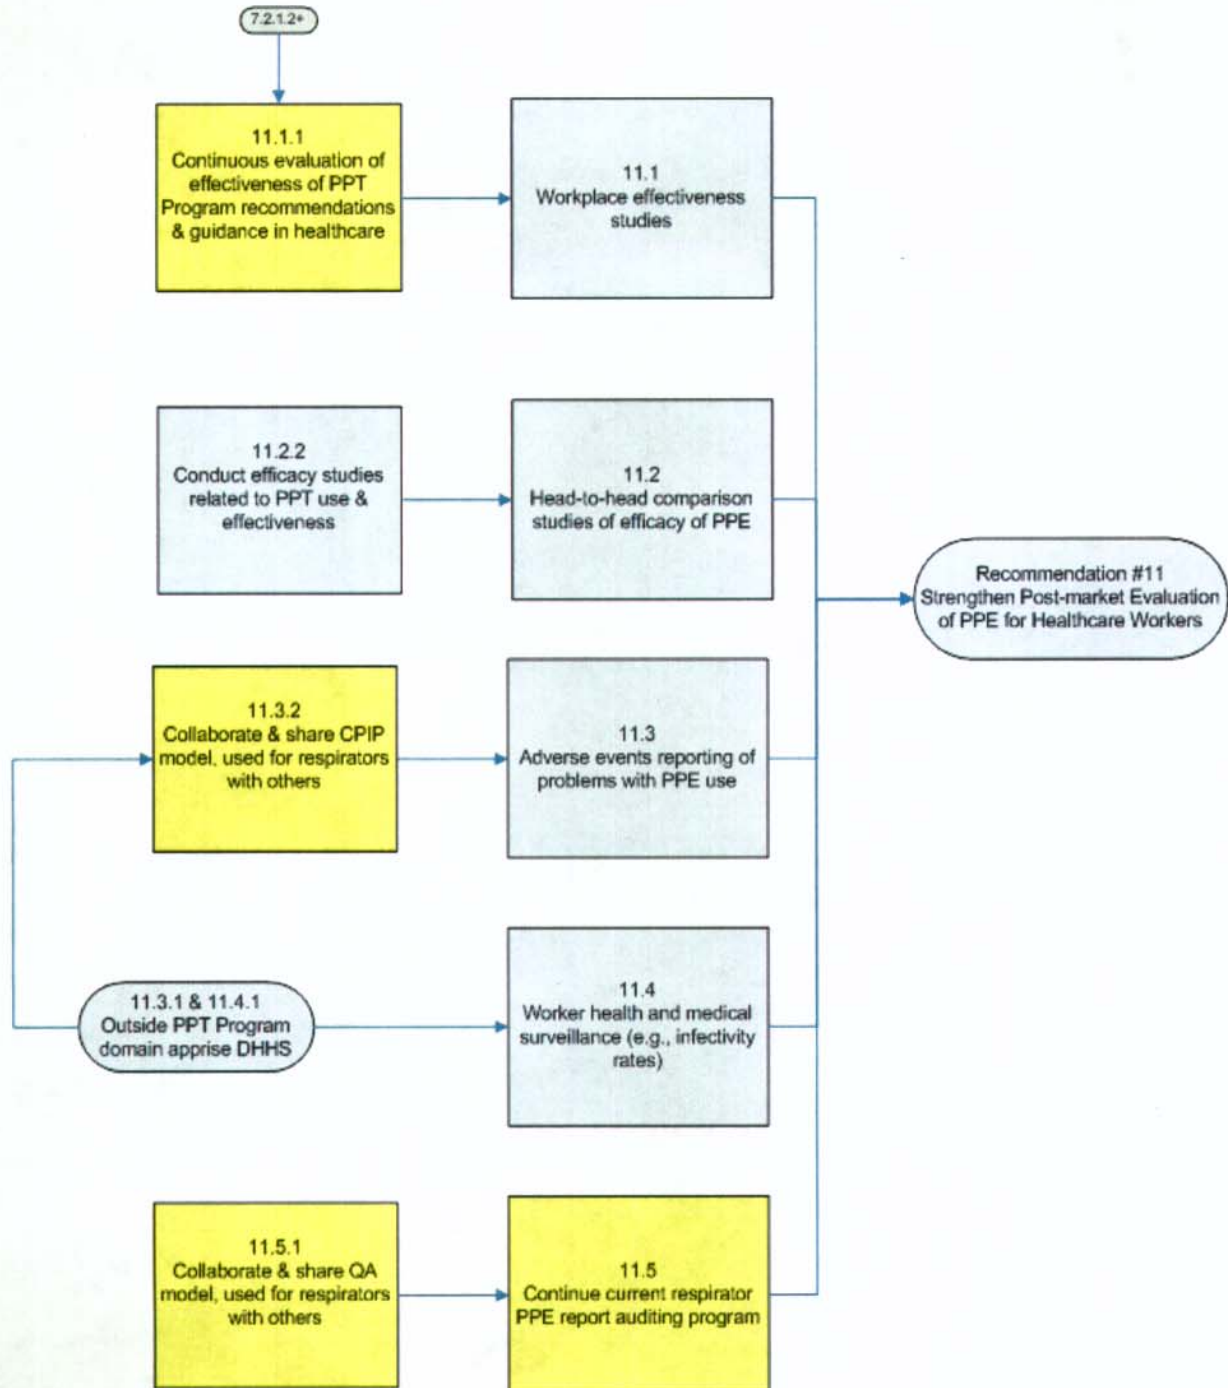 7.2.1.2+
11.1.1
Continuous evaluation of
effectiveness of PPT
Program recommendations
& guidance in healthcare
11.1
Workplace effectiveness
studies
11.2.2
Conduct efficacy studies
related to PPT use &
effectiveness
11.2
Head-to-head comparison
studies of efficacy of PPE
Recommendation #11
Strengthen Post-market Evaluation
of PPE for Healthcare Workers
11.3.2
Collaborate & share CPIP
model, used for respirators
with others
11.3
Adverse events reporting of
problems with PPE use
11.3.1 & 11.4.1
Outside PPT Program
domain apprise DHHS
11.4
Worker health and medical
surveillance (e.g., infectivity
rates)
11.5.1
Collaborate & share QA
model, used for respirators
with others
11.5
Continue current respirator
PPE report auditing program